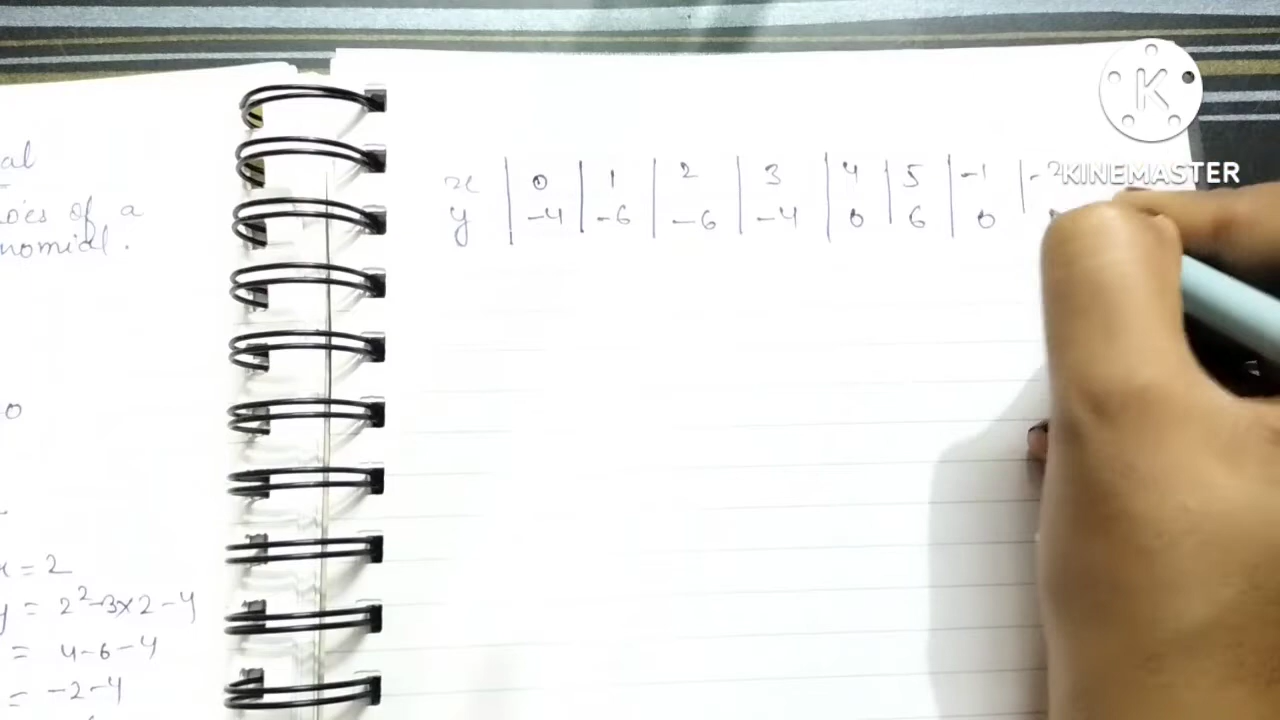 al
oes of a
nomial.
o
x = 2
y = 2²-3×2-4
= 4-6-4
= -2-4
x | 0 | 1 | 2 | 3 | 4 | 5 | -1 | -2
y | -4 | -6 | -6 | -4 | 0 | 6 | 0 |
K
KINEMASTER